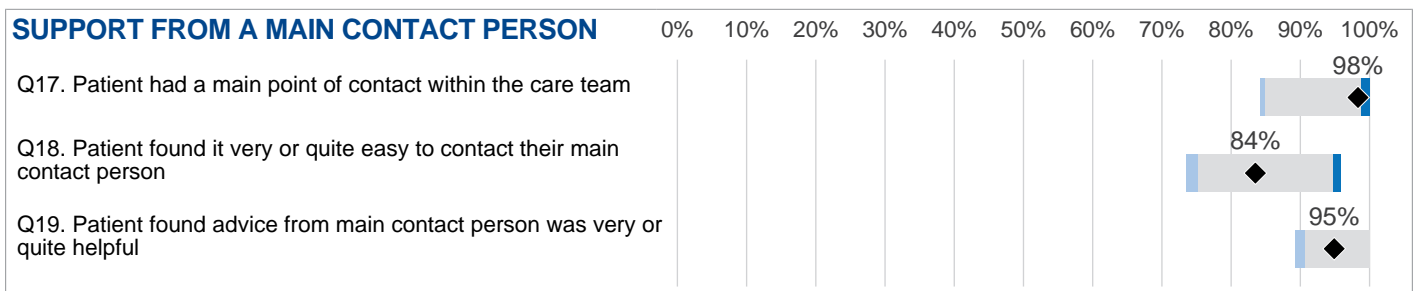 SUPPORT FROM A MAIN CONTACT PERSON 0% 10% 20% 30% 40% 50% 60% 70% 80% 90% 100%
Q17. Patient had a main point of contact within the care team 98%
Q18. Patient found it very or quite easy to contact their main
contact person 84%
Q19. Patient found advice from main contact person was very or
quite helpful 95%